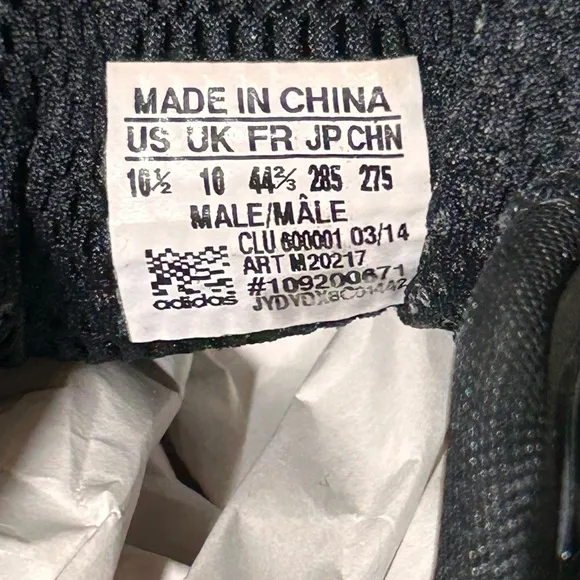 MADE IN CHINA
US UK FR JP CHN
10½ 10 44⅔ 285 275
MALE/MÂLE
CLU 600001 03/14
ART M20217
#109200671
adidas